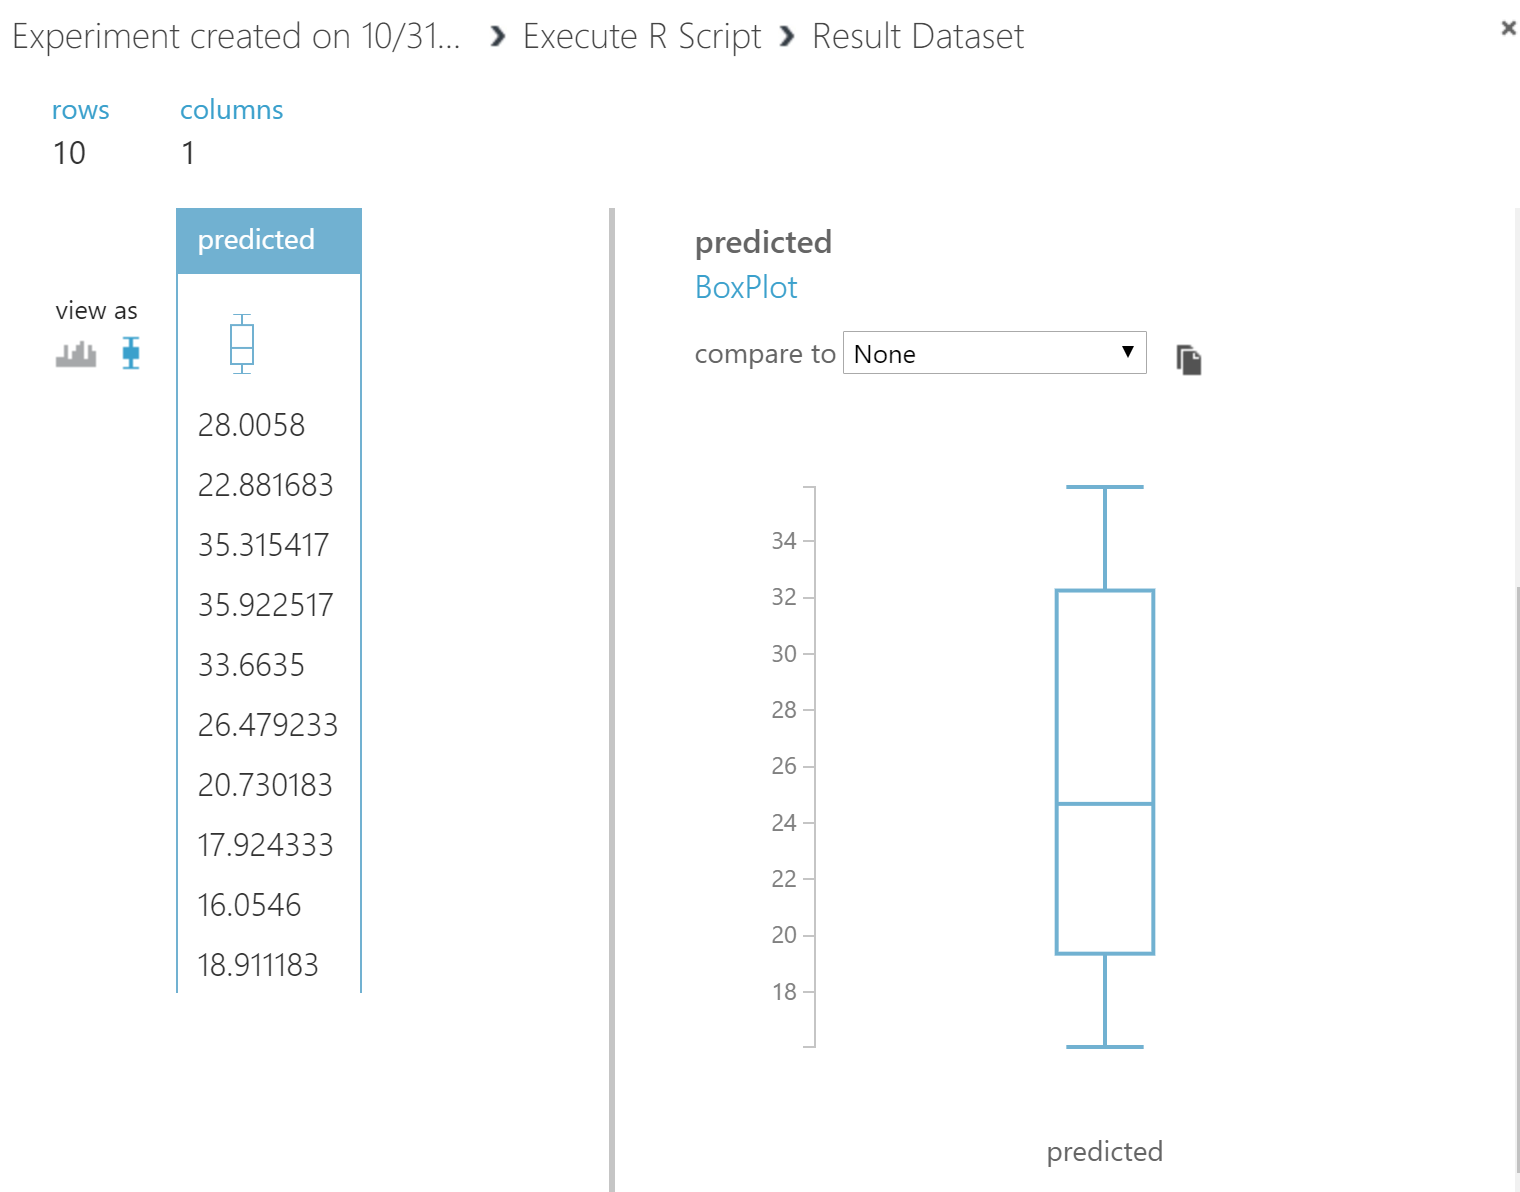 Experiment created on 10/31... › Execute R Script › Result Dataset
rows columns
10 1
predicted
view as
28.0058
22.881683
35.315417
35.922517
33.6635
26.479233
20.730183
17.924333
16.0546
18.911183
predicted
BoxPlot
compare to None
34
32
30
28
26
24
22
20
18
predicted